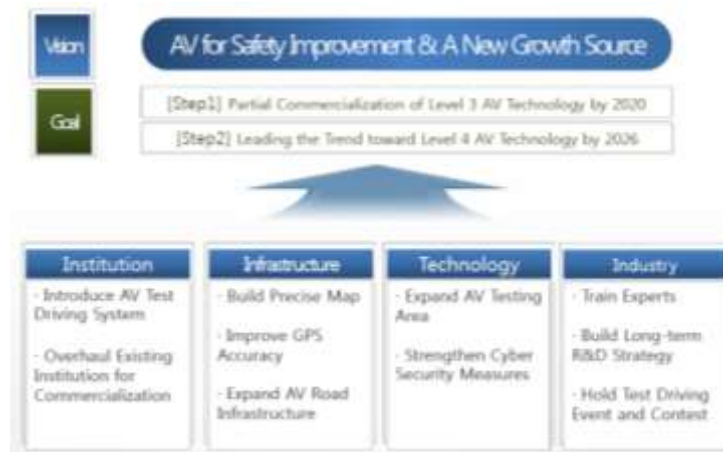 Vision
AV for Safety Improvement & A New Growth Source
Goal
[Step1] Partial Commercialization of Level 3 AV Technology by 2020
[Step2] Leading the Trend toward Level 4 AV Technology by 2026
Institution
· Introduce AV Test
Driving System
· Overhaul Existing
Institution for
Commercialization
Infrastructure
· Build Precise Map
· Improve GPS
Accuracy
· Expand AV Road
Infrastructure
Technology
· Expand AV Testing
Area
· Strengthen Cyber
Security Measures
Industry
· Train Experts
· Build Long-term
R&D Strategy
· Hold Test Driving
Event and Contest